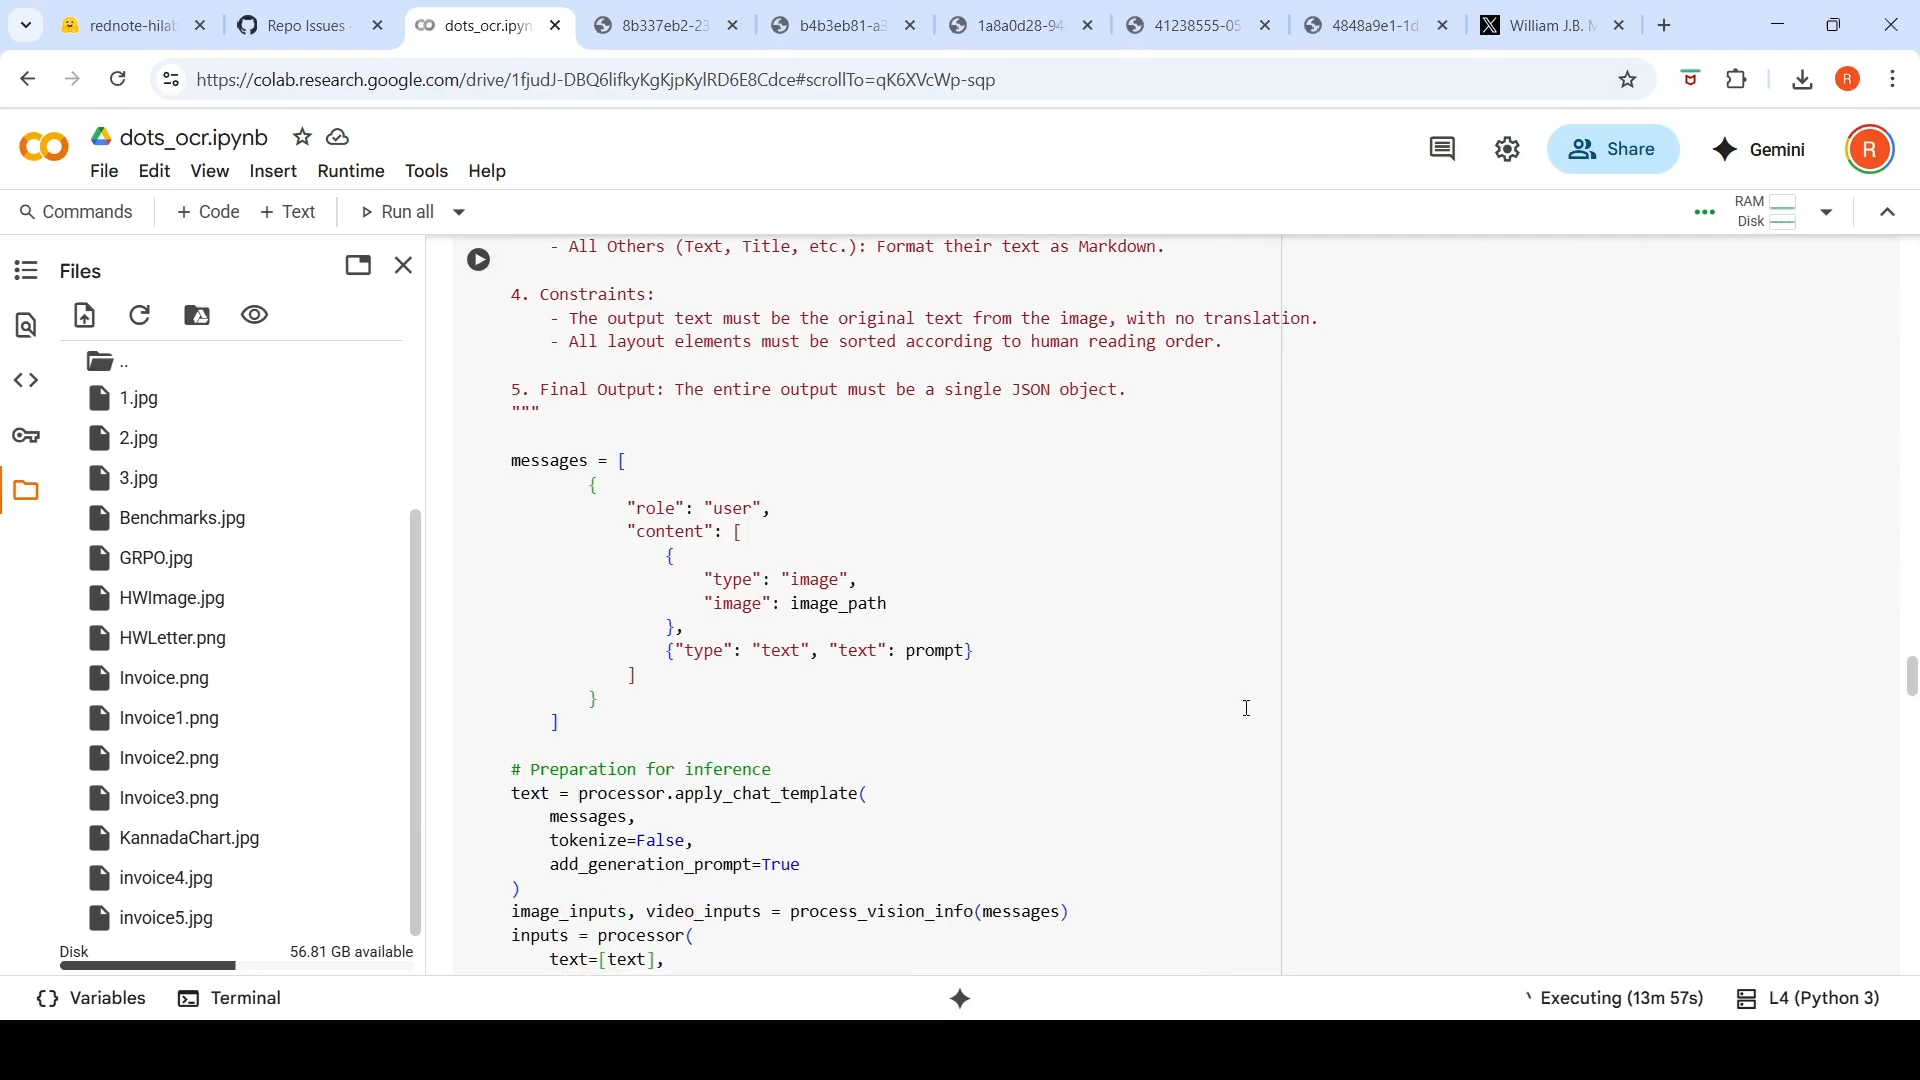 rednote-hilab
Repo Issues
dots_ocr.ipyn
8b337eb2-23
b4b3eb81-a3
1a8a0d28-94
41238555-05
4848a9e1-1d
William J.B. M
https://colab.research.google.com/drive/1fjudJ-DBQ6lifkyKgKjpKylRD6E8Cdce#scrollTo=qK6XVcWp-sqp
R
dots_ocr.ipynb
Share
Gemini
R
File Edit View Insert Runtime Tools Help
Commands
+ Code + Text
Run all
RAM
Disk
Files
..
1.jpg
2.jpg
3.jpg
Benchmarks.jpg
GRPO.jpg
HWImage.jpg
HWLetter.png
Invoice.png
Invoice1.png
Invoice2.png
Invoice3.png
KannadaChart.jpg
invoice4.jpg
invoice5.jpg
Disk 56.81 GB available
- All Others (Text, Title, etc.): Format their text as Markdown.
4. Constraints:
- The output text must be the original text from the image, with no translation.
- All layout elements must be sorted according to human reading order.
5. Final Output: The entire output must be a single JSON object.
"""
messages = [
{
"role": "user",
"content": [
{
"type": "image",
"image": image_path
},
{"type": "text", "text": prompt}
]
}
]
# Preparation for inference
text = processor.apply_chat_template(
messages,
tokenize=False,
add_generation_prompt=True
)
image_inputs, video_inputs = process_vision_info(messages)
inputs = processor(
text=[text],
Variables
Terminal
Executing (13m 57s)
L4 (Python 3)